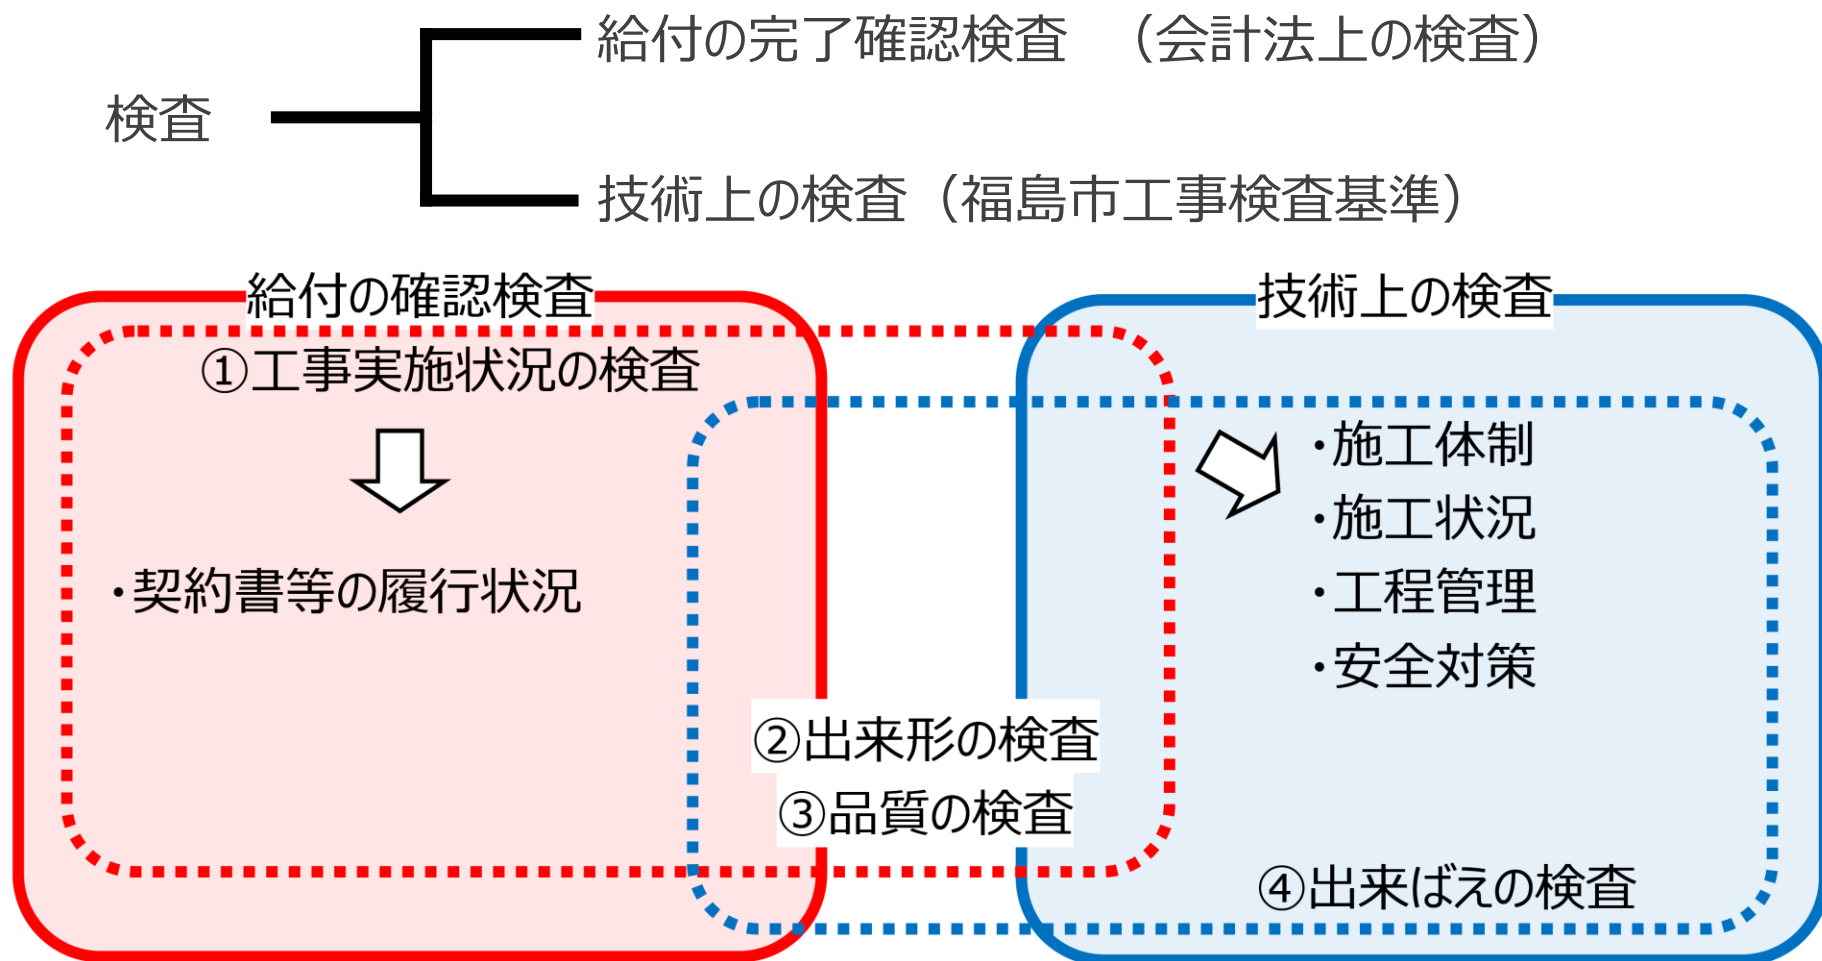 給付の完了確認検査 （会計法上の検査）
検査
技術上の検査（福島市工事検査基準）
給付の確認検査
①工事実施状況の検査
・契約書等の履行状況
技術上の検査
・施工体制
・施工状況
・工程管理
・安全対策
②出来形の検査
③品質の検査
④出来ばえの検査